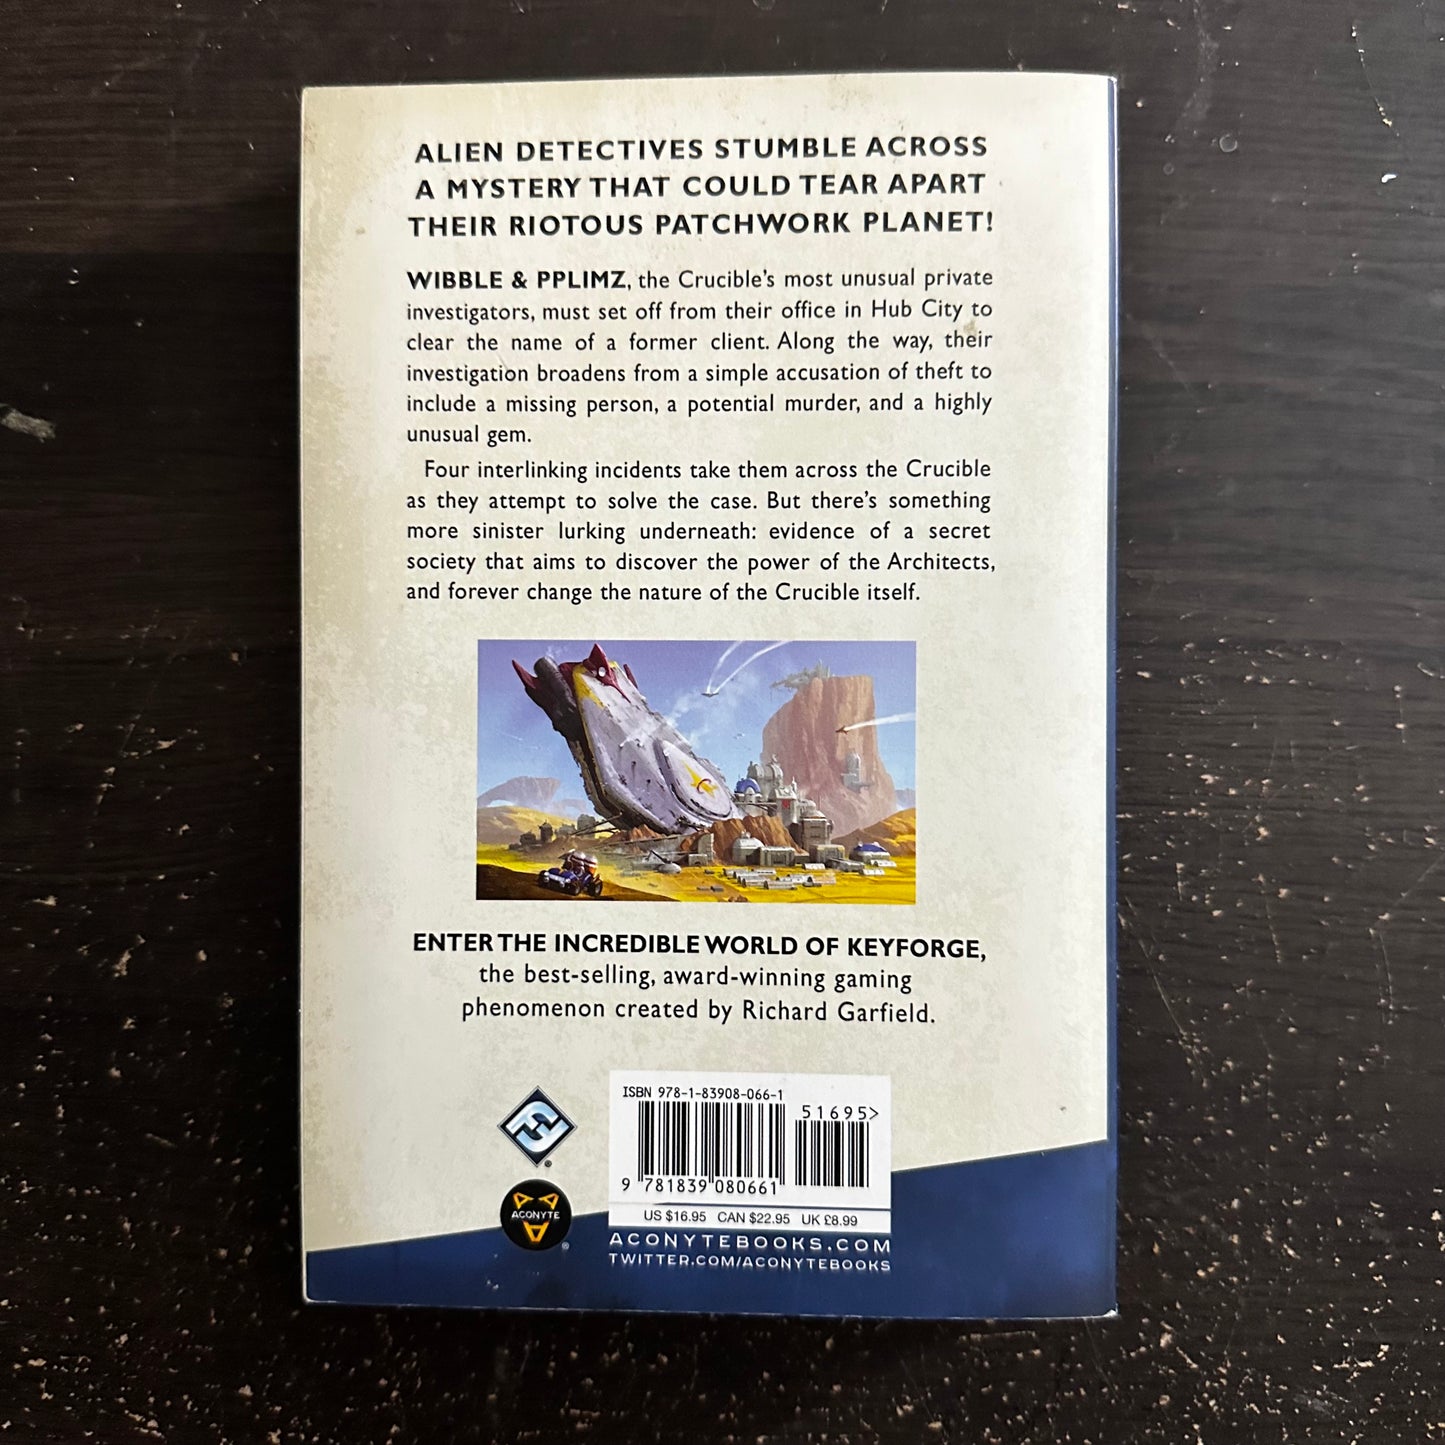 ALIEN DETECTIVES STUMBLE ACROSS
A MYSTERY THAT COULD TEAR APART
THEIR RIOTOUS PATCHWORK PLANET!
WIBBLE & PPLIMZ, the Crucible's most unusual private
investigators, must set off from their office in Hub City to
clear the name of a former client. Along the way, their
investigation broadens from a simple accusation of theft to
include a missing person, a potential murder, and a highly
unusual gem.
Four interlinking incidents take them across the Crucible
as they attempt to solve the case. But there's something
more sinister lurking underneath: evidence of a secret
society that aims to discover the power of the Architects,
and forever change the nature of the Crucible itself.
ENTER THE INCREDIBLE WORLD OF KEYFORGE,
the best-selling, award-winning gaming
phenomenon created by Richard Garfield.
ISBN 978-1-83908-066-1
51695>
9 781839 080661
US $16.95 CAN $22.95 UK £8.99
ACONYTE
ACONYTEBOOKS.COM
TWITTER.COM/ACONYTEBOOKS